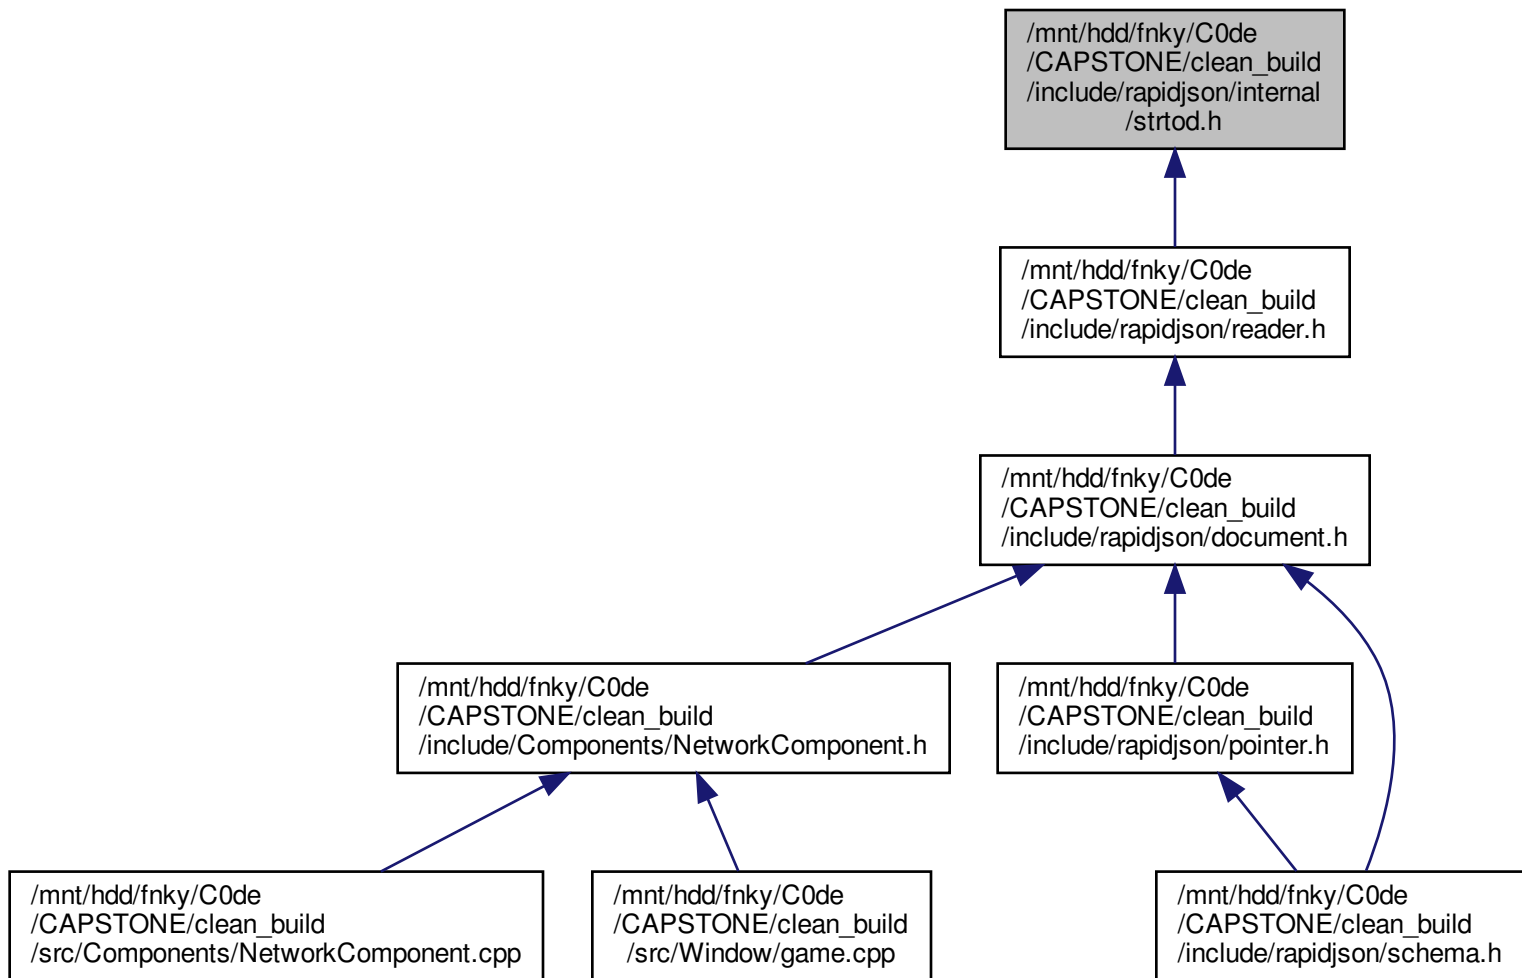 /mnt/hdd/fnky/C0de
/CAPSTONE/clean_build
/include/rapidjson/internal
/strtod.h
/mnt/hdd/fnky/C0de
/CAPSTONE/clean_build
/include/rapidjson/reader.h
/mnt/hdd/fnky/C0de
/CAPSTONE/clean_build
/include/rapidjson/document.h
/mnt/hdd/fnky/C0de
/CAPSTONE/clean_build
/include/Components/NetworkComponent.h
/mnt/hdd/fnky/C0de
/CAPSTONE/clean_build
/include/rapidjson/pointer.h
/mnt/hdd/fnky/C0de
/CAPSTONE/clean_build
/src/Components/NetworkComponent.cpp
/mnt/hdd/fnky/C0de
/CAPSTONE/clean_build
/src/Window/game.cpp
/mnt/hdd/fnky/C0de
/CAPSTONE/clean_build
/include/rapidjson/schema.h